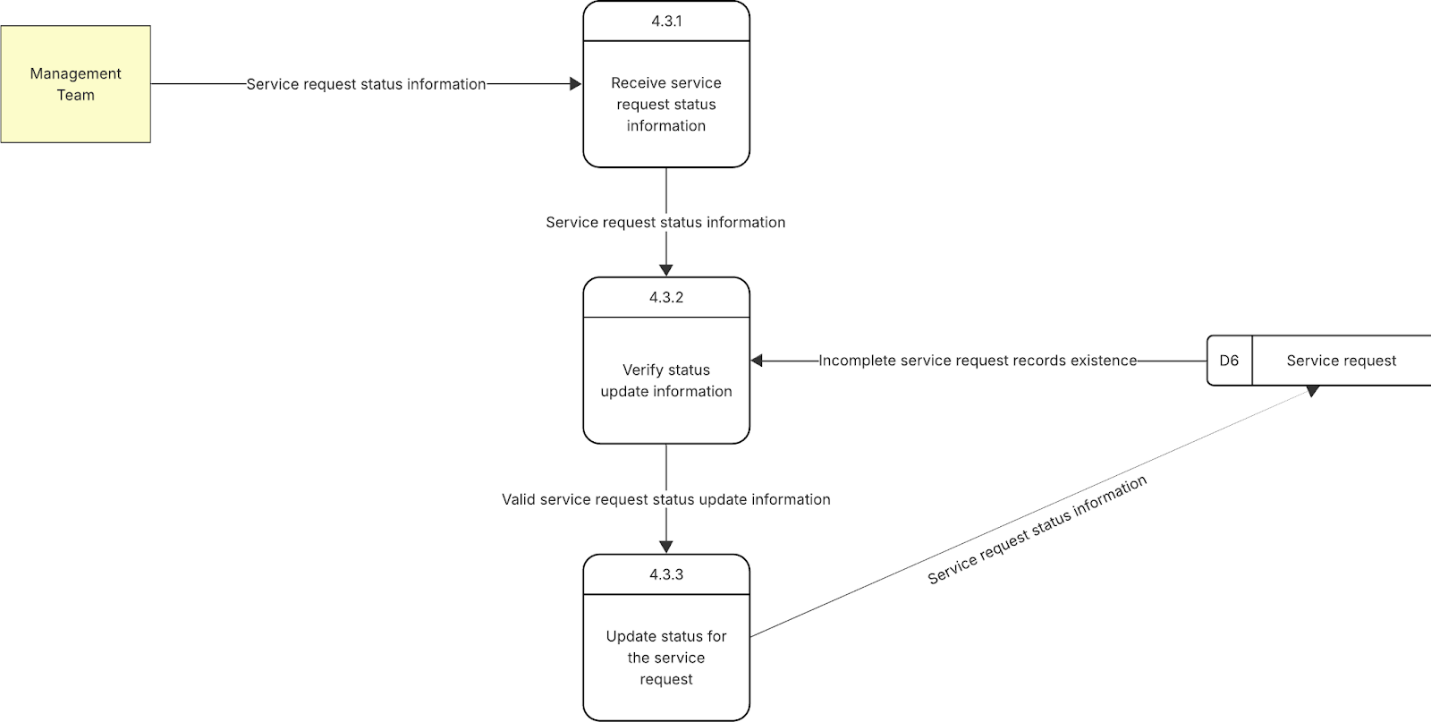 4.3.1
Management
Team
Service request status information
Receive service
request status
information
Service request status information
4.3.2
Verify status
update information
Incomplete service request records existence
D6
Service request
Valid service request status update information
Service request status information
4.3.3
Update status for
the service
request